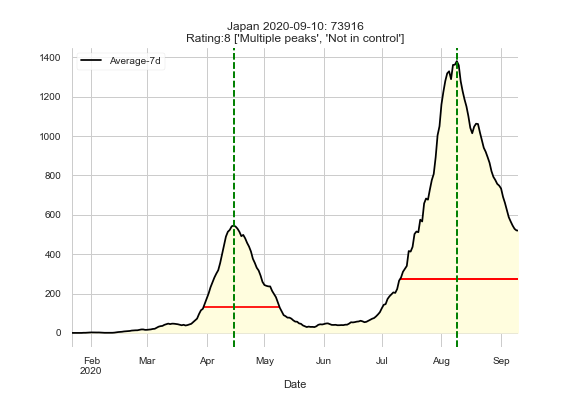 Japan 2020-09-10: 73916
Rating:8 ['Multiple peaks', 'Not in control']
Average-7d
1400
1200
1000
800
600
400
200
0
Feb Mar Apr May Jun Jul Aug Sep
2020
Date